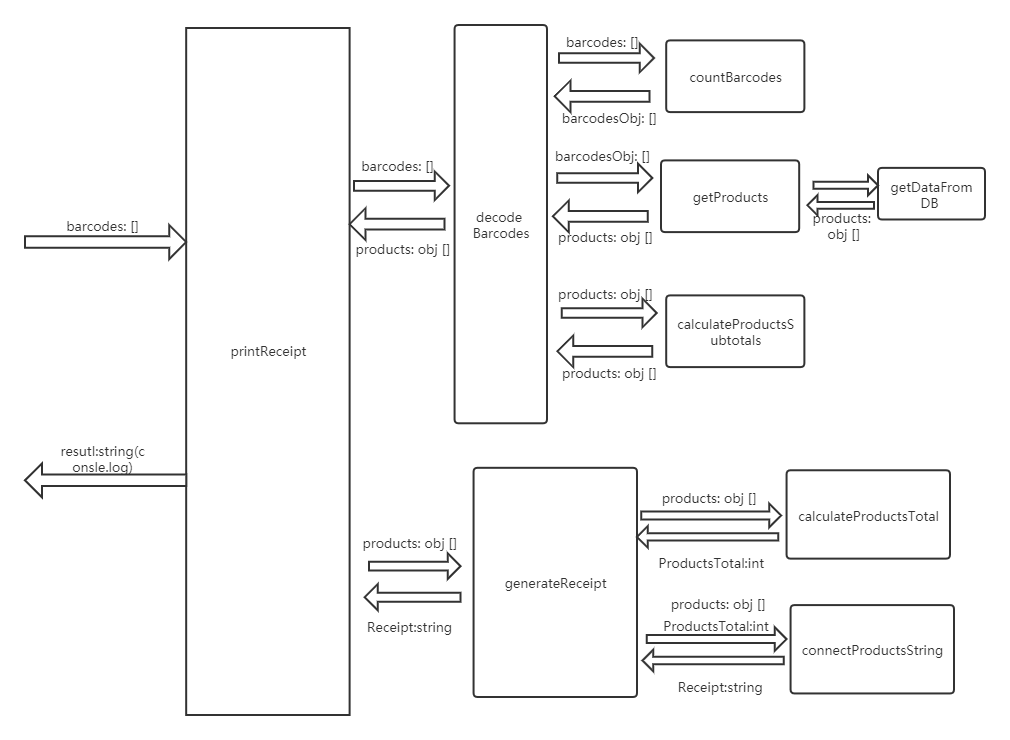 barcodes: []
countBarcodes
barcodesObj: []
barcodes: []
barcodesObj: []
getProducts
getDataFrom
DB
products:
obj []
products: obj []
decode
Barcodes
products: obj []
barcodes: []
products: obj []
calculateProductsS
ubtotals
products: obj []
printReceipt
resutl:string(c
onsle.log)
products: obj []
calculateProductsTotal
ProductsTotal:int
products: obj []
generateReceipt
Receipt:string
products: obj []
ProductsTotal:int
connectProductsString
Receipt:string